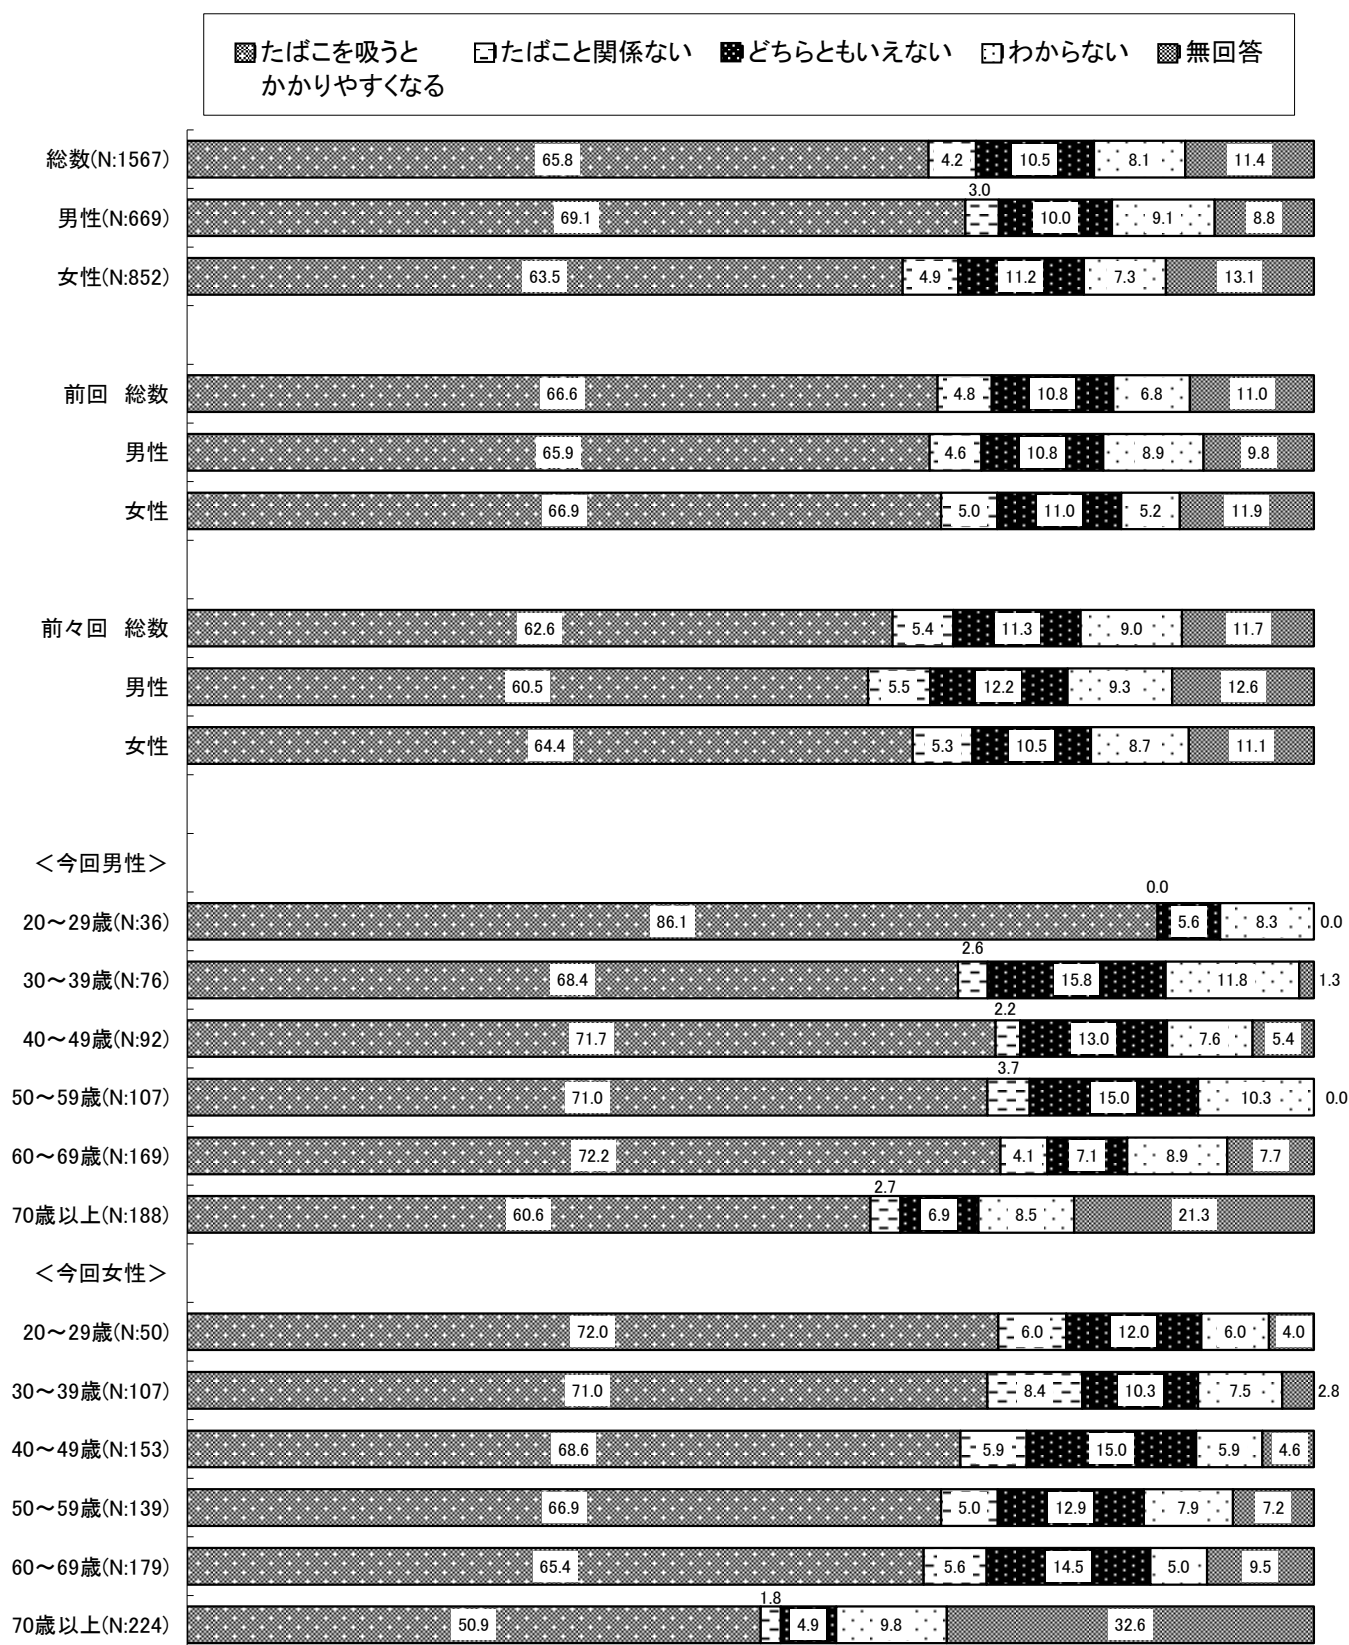 たばこを吸うと たばこと関係ない どちらともいえない わからない 無回答
かかりやすくなる
総数(N:1567) 65.8 4.2 10.5 8.1 11.4
3.0
男性(N:669) 69.1 10.0 9.1 8.8
女性(N:852) 63.5 4.9 11.2 7.3 13.1
前回 総数 66.6 4.8 10.8 6.8 11.0
男性 65.9 4.6 10.8 8.9 9.8
女性 66.9 5.0 11.0 5.2 11.9
前々回 総数 62.6 5.4 11.3 9.0 11.7
男性 60.5 5.5 12.2 9.3 12.6
女性 64.4 5.3 10.5 8.7 11.1
＜今回男性＞
0.0
20～29歳(N:36) 86.1 5.6 8.3 0.0
2.6
30～39歳(N:76) 68.4 15.8 11.8 1.3
2.2
40～49歳(N:92) 71.7 13.0 7.6 5.4
3.7
50～59歳(N:107) 71.0 15.0 10.3 0.0
60～69歳(N:169) 72.2 4.1 7.1 8.9 7.7
2.7
70歳以上(N:188) 60.6 6.9 8.5 21.3
＜今回女性＞
20～29歳(N:50) 72.0 6.0 12.0 6.0 4.0
30～39歳(N:107) 71.0 8.4 10.3 7.5 2.8
40～49歳(N:153) 68.6 5.9 15.0 5.9 4.6
50～59歳(N:139) 66.9 5.0 12.9 7.9 7.2
60～69歳(N:179) 65.4 5.6 14.5 5.0 9.5
1.8
70歳以上(N:224) 50.9 4.9 9.8 32.6